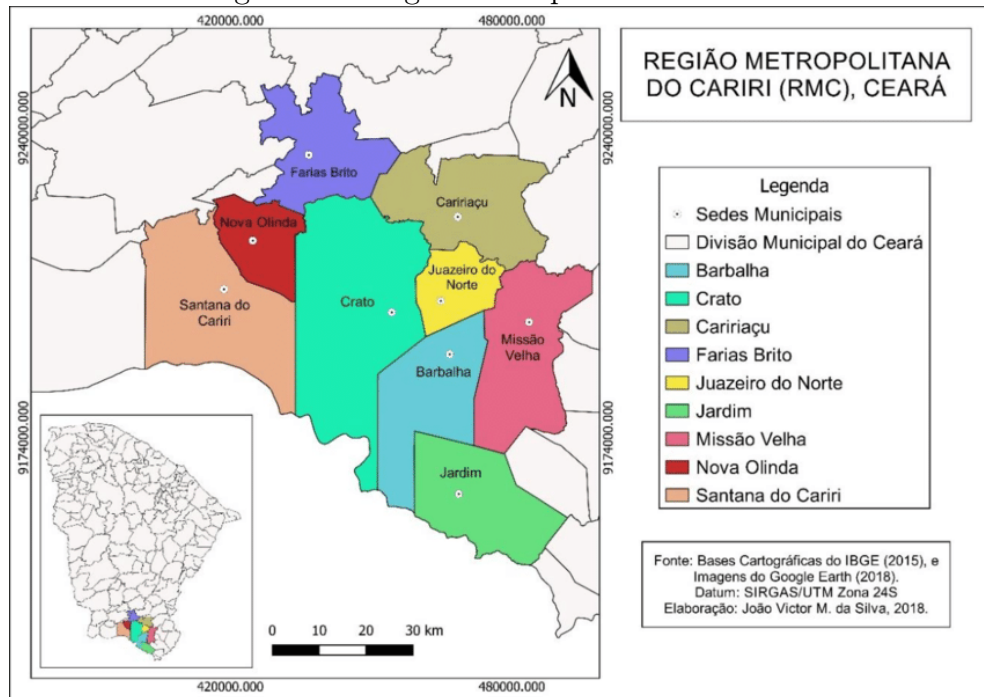 420000.000
480000.000
9240000.000
9240000.000
REGIÃO METROPOLITANA
DO CARIRI (RMC), CEARÁ
N
Farias Brito
Caririaçu
Nova Olinda
Juazeiro do
Norte
Santana do
Cariri
Crato
Missão
Velha
Barbalha
Jardim
9174000.000
9174000.000
Legenda
Sedes Municipais
Divisão Municipal do Ceará
Barbalha
Crato
Caririaçu
Farias Brito
Juazeiro do Norte
Jardim
Missão Velha
Nova Olinda
Santana do Cariri
Fonte: Bases Cartográficas do IBGE (2015), e
Imagens do Google Earth (2018).
Datum: SIRGAS/UTM Zona 24S
Elaboração: João Victor M. da Silva, 2018.
0 10 20 30 km
420000.000
480000.000